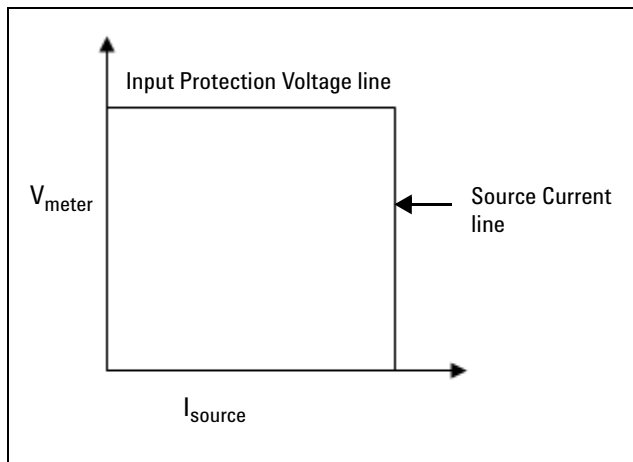 Input Protection Voltage line
Vmeter
Source Current
line
Isource